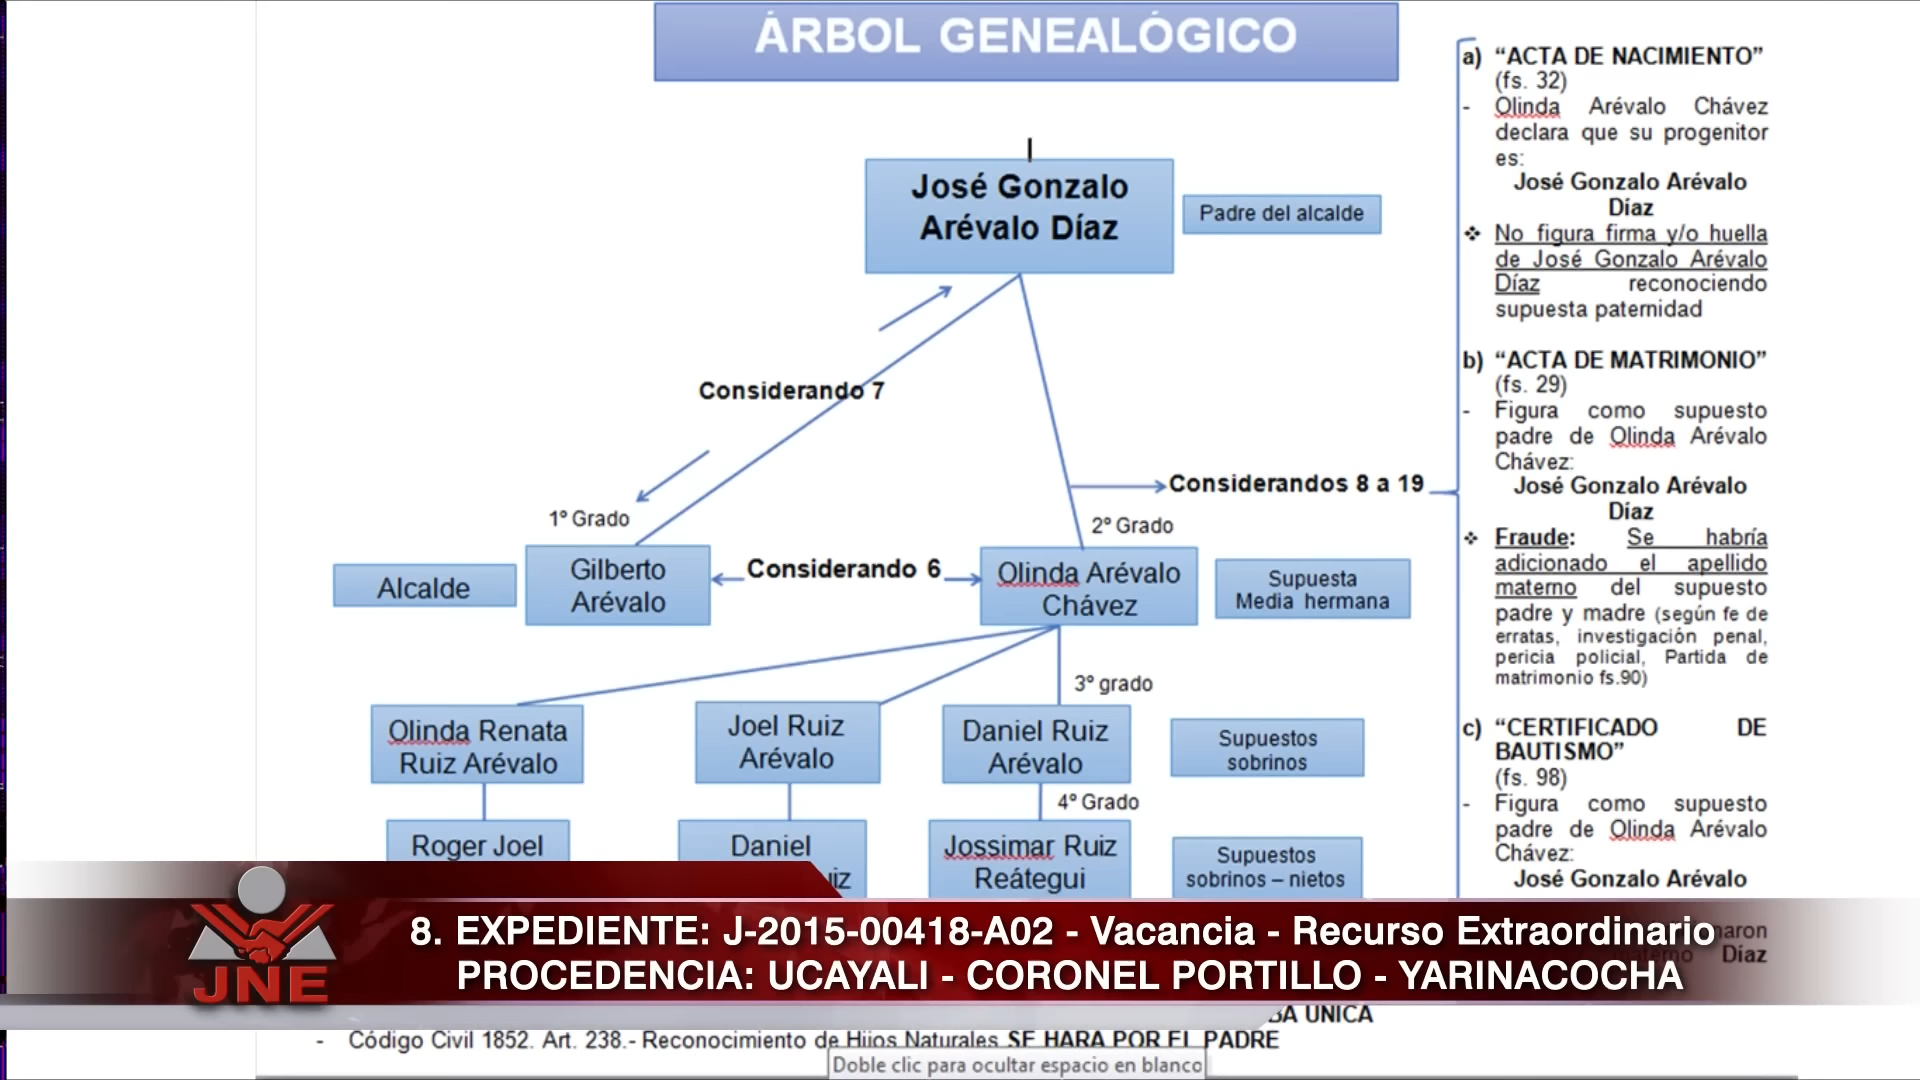 ÁRBOL GENEALÓGICO
José Gonzalo
Arévalo Díaz
Padre del alcalde
Considerando 7
Considerandos 8 a 19
1º Grado
2º Grado
Alcalde
Gilberto
Arévalo
Considerando 6
Olinda Arévalo
Chávez
Supuesta
Media hermana
3º grado
Olinda Renata
Ruiz Arévalo
Joel Ruiz
Arévalo
Daniel Ruiz
Arévalo
Supuestos
sobrinos
4º Grado
Roger Joel
Daniel
Jossimar Ruiz
Reátegui
Supuestos
sobrinos – nietos
a) “ACTA DE NACIMIENTO”
(fs. 32)
- Olinda Arévalo Chávez
declara que su progenitor
es:
José Gonzalo Arévalo
Díaz
❖ No figura firma y/o huella
de José Gonzalo Arévalo
Díaz reconociendo
supuesta paternidad
b) “ACTA DE MATRIMONIO”
(fs. 29)
- Figura como supuesto
padre de Olinda Arévalo
Chávez:
José Gonzalo Arévalo
Díaz
❖ Fraude: Se habría
adicionado el apellido
materno del supuesto
padre y madre (según fe de
erratas, investigación penal,
pericia policial, Partida de
matrimonio fs.90)
c) “CERTIFICADO DE
BAUTISMO”
(fs. 98)
- Figura como supuesto
padre de Olinda Arévalo
Chávez:
José Gonzalo Arévalo
Díaz
JNE
8. EXPEDIENTE: J-2015-00418-A02 - Vacancia - Recurso Extraordinario
PROCEDENCIA: UCAYALI - CORONEL PORTILLO - YARINACOCHA
UNICA
- Código Civil 1852. Art. 238.- Reconocimiento de Hijos Naturales SE HARA POR EL PADRE
Doble clic para ocultar espacio en blanco